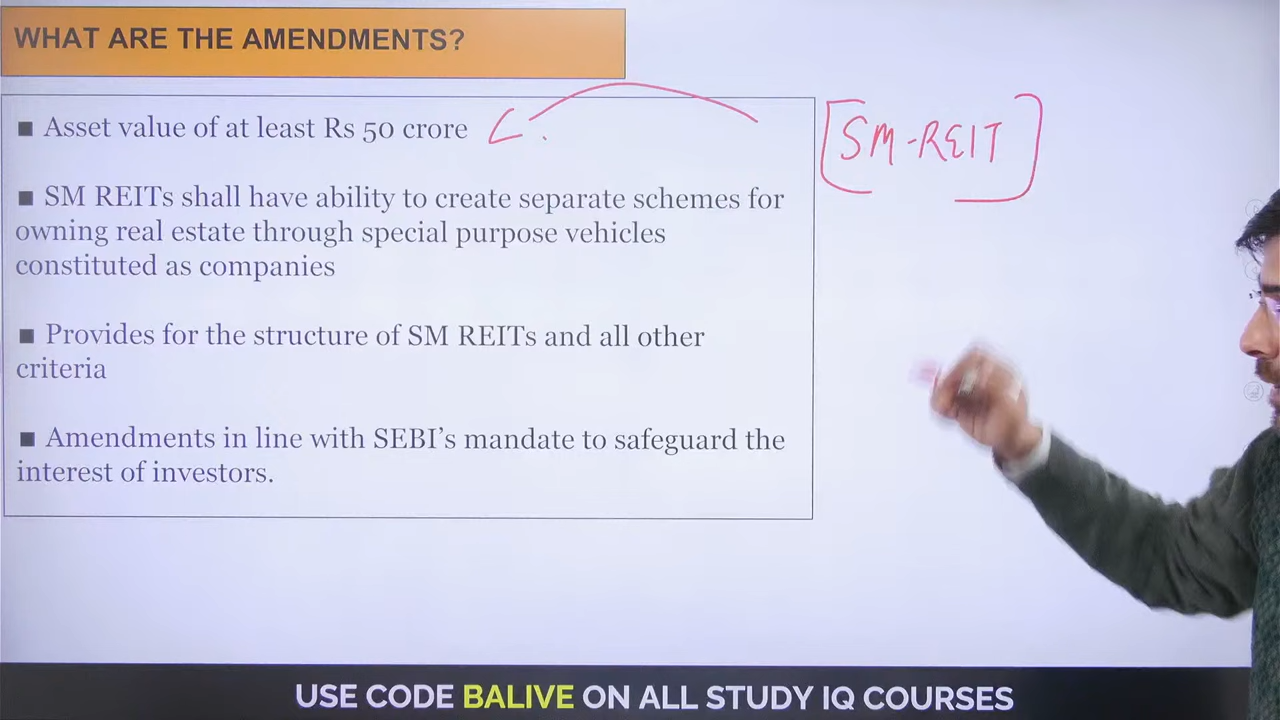 WHAT ARE THE AMENDMENTS?
■ Asset value of at least Rs 50 crore
[SM-REIT]
■ SM REITs shall have ability to create separate schemes for
owning real estate through special purpose vehicles
constituted as companies
■ Provides for the structure of SM REITs and all other
criteria
■ Amendments in line with SEBI’s mandate to safeguard the
interest of investors.
USE CODE BALIVE ON ALL STUDY IQ COURSES